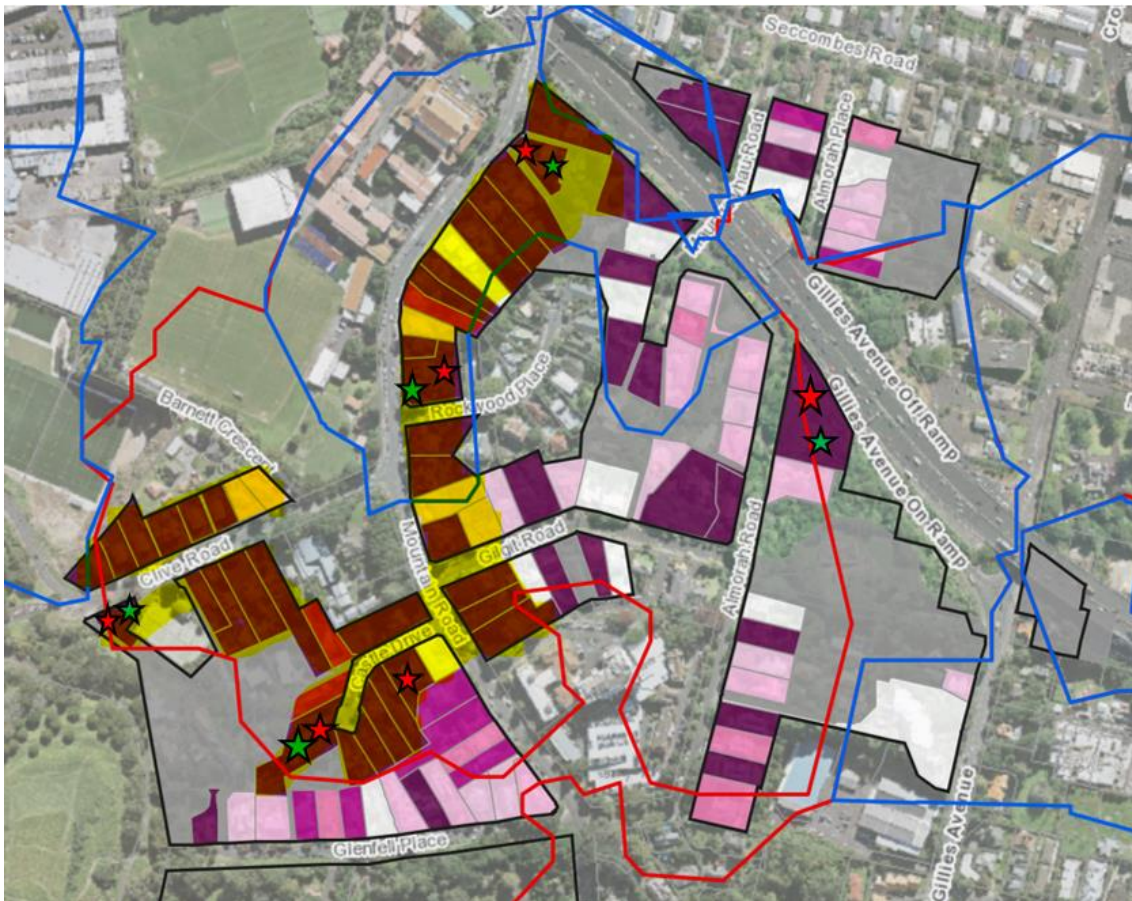 Seccombes Road
Almorah Place
Gillies Avenue Off Ramp
Rockwood Place
Barnett Crescent
Gillies Avenue On Ramp
Gilgit Road
Mountain Road
Clive Road
Almorah Road
Castle Drive
Glenfell Place
Gillies Avenue